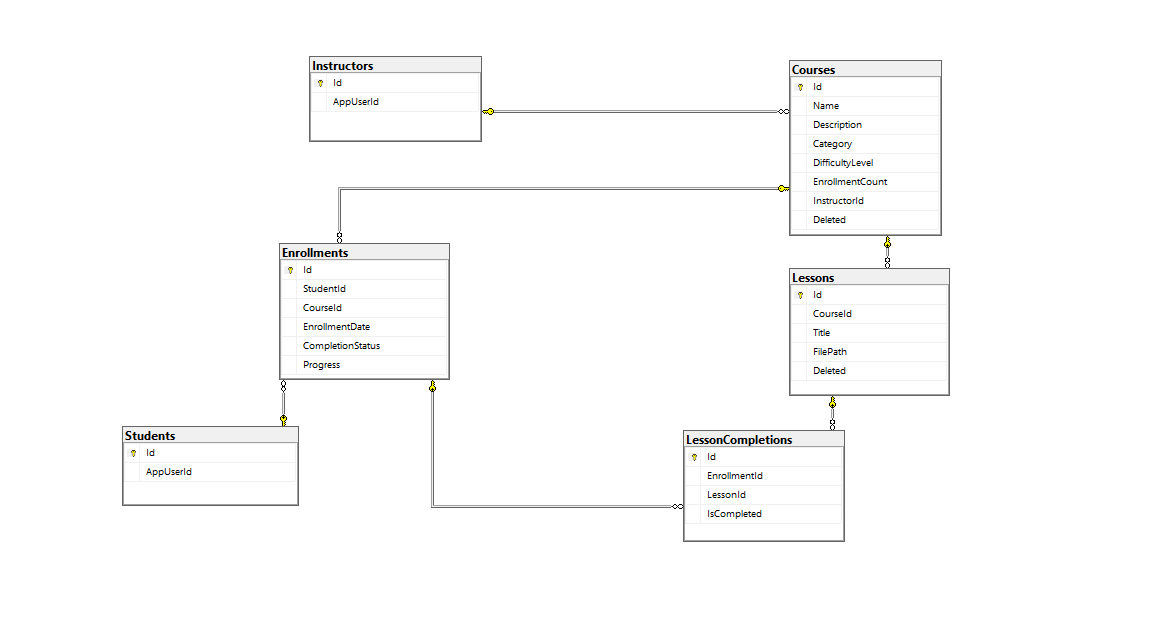 Instructors
Id
AppUserId
Courses
Id
Name
Description
Category
DifficultyLevel
EnrollmentCount
InstructorId
Deleted
Enrollments
Id
StudentId
CourseId
EnrollmentDate
CompletionStatus
Progress
Lessons
Id
CourseId
Title
FilePath
Deleted
Students
Id
AppUserId
LessonCompletions
Id
EnrollmentId
LessonId
IsCompleted